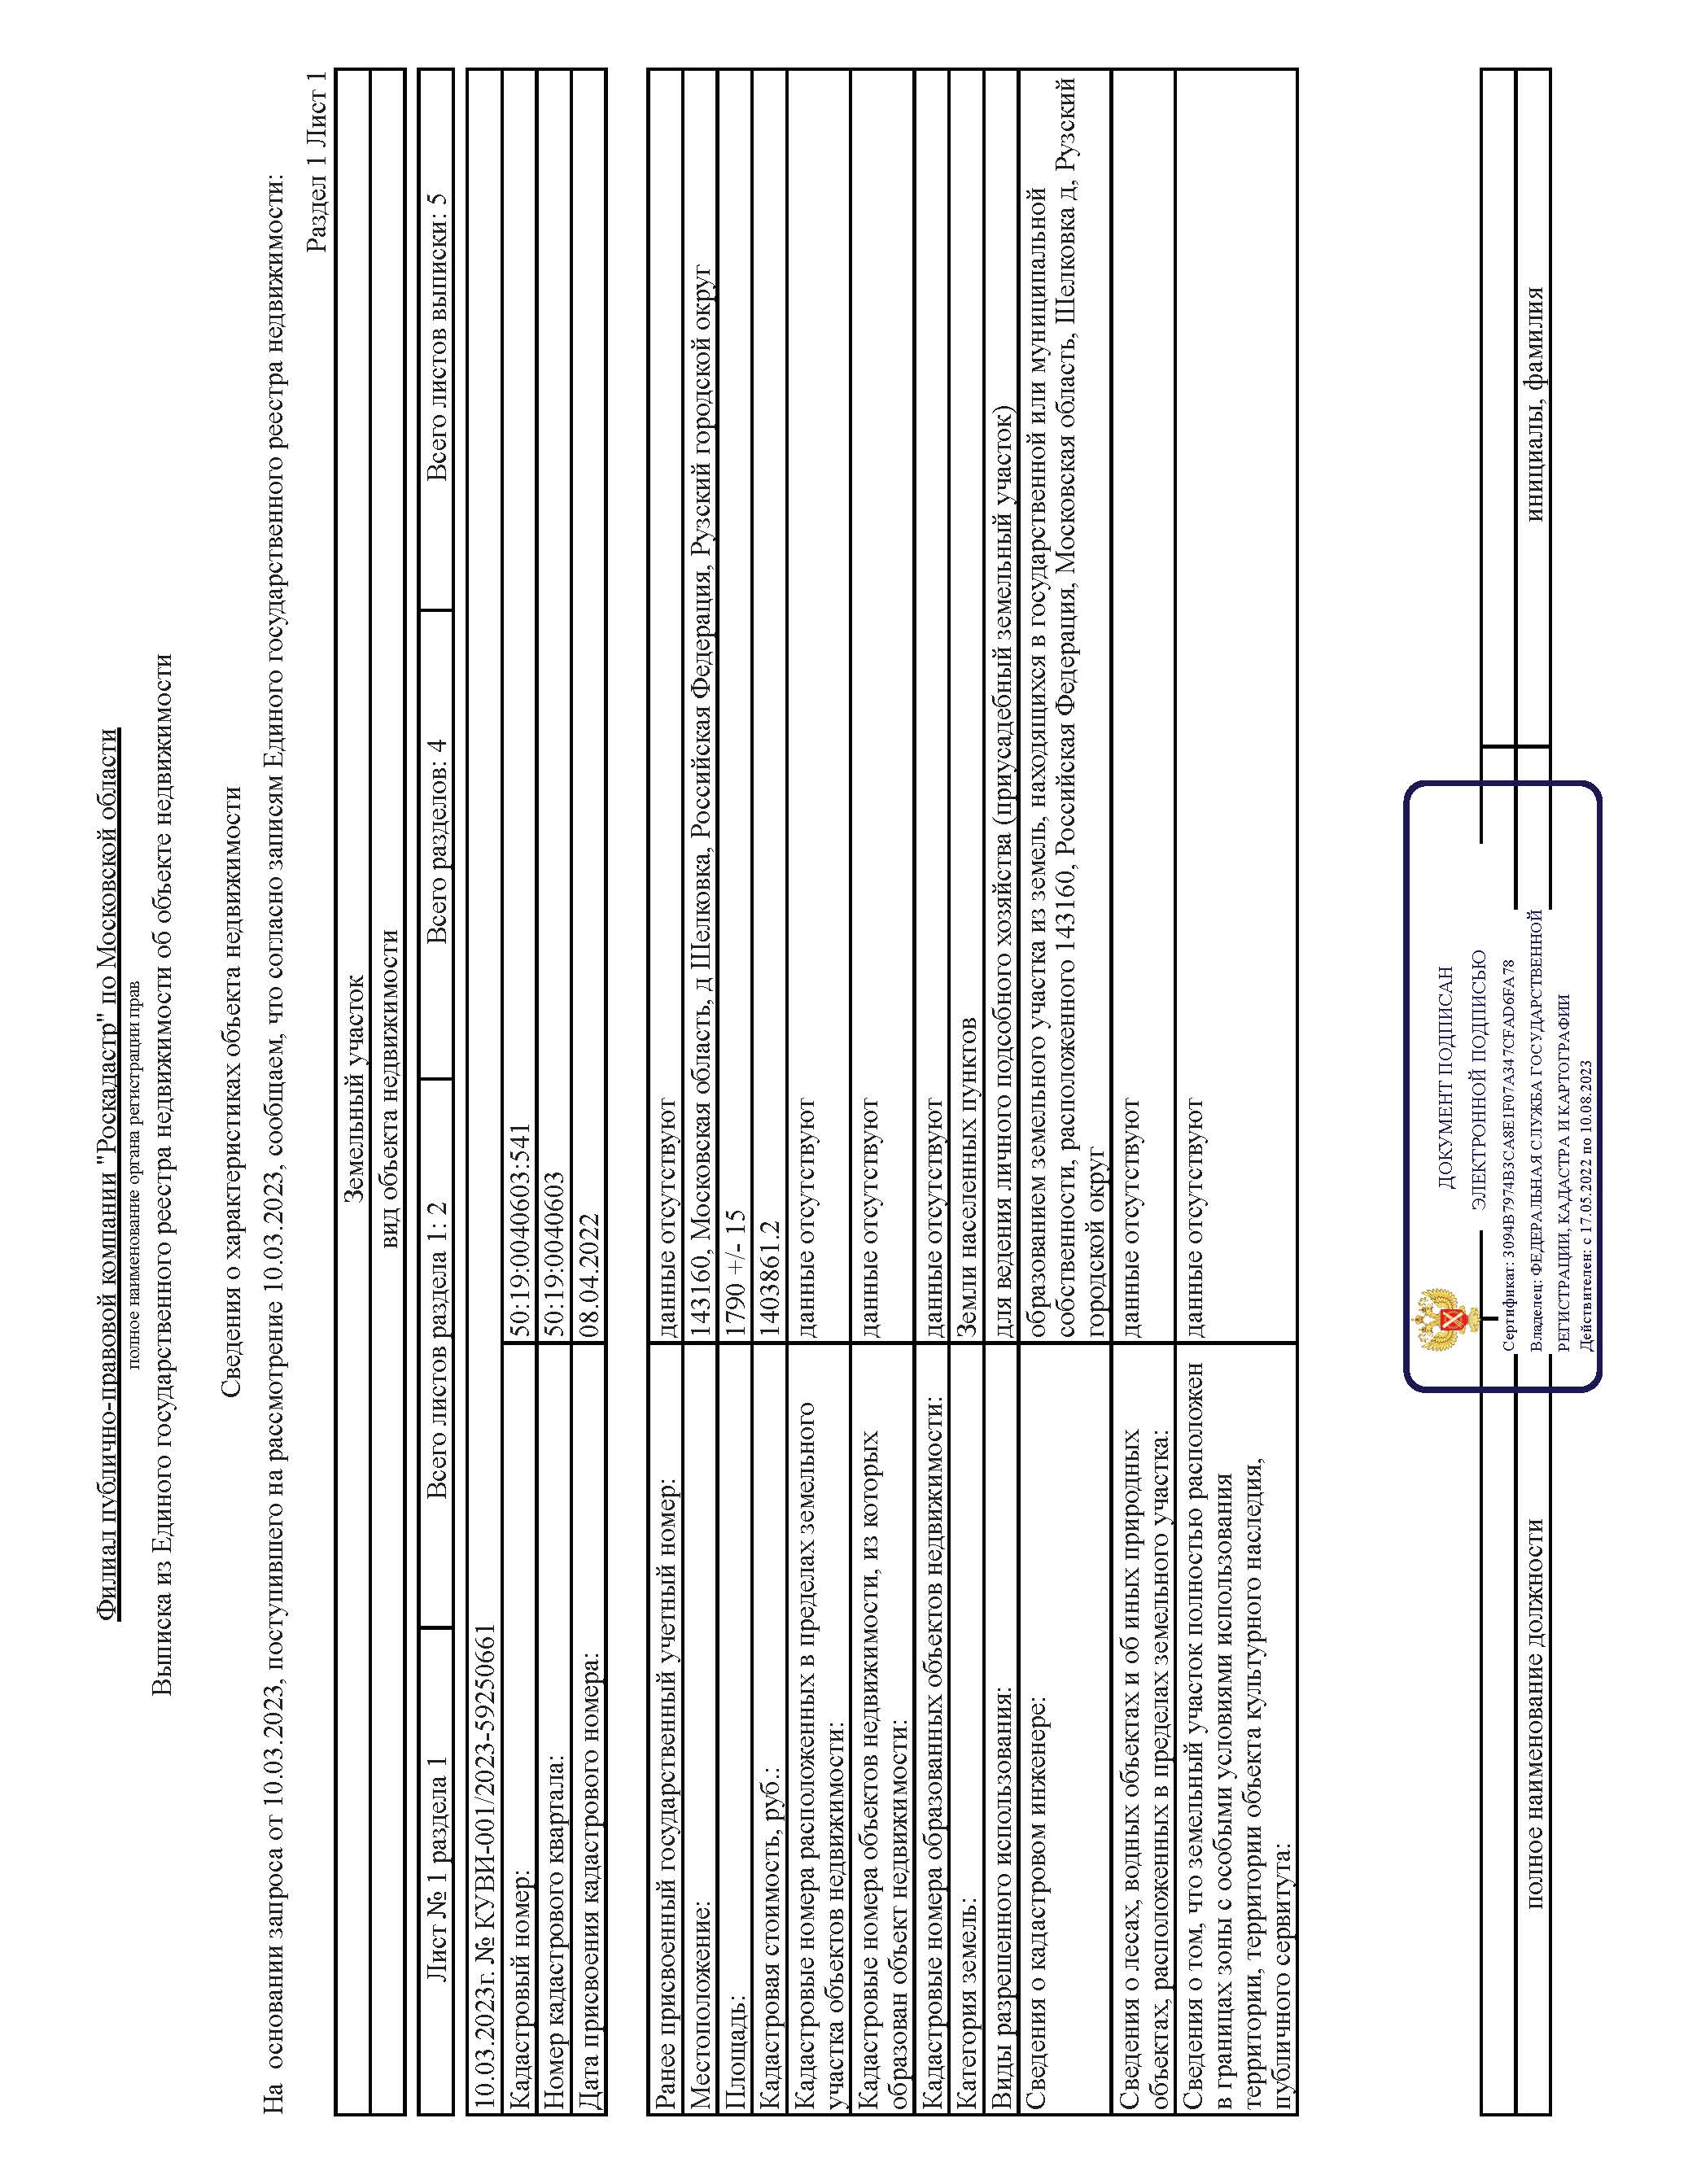 Филиал публично-правовой компании "Роскадастр" по Московской области
полное наименование органа регистрации прав
Выписка из Единого государственного реестра недвижимости об объекте недвижимости
Сведения о характеристиках объекта недвижимости
На основании запроса от 10.03.2023, поступившего на рассмотрение 10.03.2023, сообщаем, что согласно записям Единого государственного реестра недвижимости:
Раздел 1 Лист 1
Земельный участок
вид объекта недвижимости
Лист № 1 раздела 1 Всего листов раздела 1: 2 Всего разделов: 4 Всего листов выписки: 5
10.03.2023г. № КУВИ-001/2023-59250661
Кадастровый номер: 50:19:0040603:541
Номер кадастрового квартала: 50:19:0040603
Дата присвоения кадастрового номера: 08.04.2022
Ранее присвоенный государственный учетный номер: данные отсутствуют
Местоположение: 143160, Московская область, д Шелковка, Российская Федерация, Рузский городской округ
Площадь: 1790 +/- 15
Кадастровая стоимость, руб.: 1403861.2
Кадастровые номера расположенных в пределах земельного данные отсутствуют
участка объектов недвижимости:
Кадастровые номера объектов недвижимости, из которых данные отсутствуют
образован объект недвижимости:
Кадастровые номера образованных объектов недвижимости: данные отсутствуют
Категория земель: Земли населенных пунктов
Виды разрешенного использования: для ведения личного подсобного хозяйства (приусадебный земельный участок)
Сведения о кадастровом инженере: образованием земельного участка из земель, находящихся в государственной или муниципальной
собственности, расположенного 143160, Российская Федерация, Московская область, Шелковка д, Рузский
городской округ
Сведения о лесах, водных объектах и об иных природных данные отсутствуют
объектах, расположенных в пределах земельного участка:
Сведения о том, что земельный участок полностью расположен данные отсутствуют
в границах зоны с особыми условиями использования
территории, территории объекта культурного наследия,
публичного сервитута:
ДОКУМЕНТ ПОДПИСАН
ЭЛЕКТРОННОЙ ПОДПИСЬЮ
Сертификат: 3094B7974B3CA8E1F07A347CFAD6FA78
Владелец: ФЕДЕРАЛЬНАЯ СЛУЖБА ГОСУДАРСТВЕННОЙ
РЕГИСТРАЦИИ, КАДАСТРА И КАРТОГРАФИИ
Действителен: с 17.05.2022 по 10.08.2023
полное наименование должности инициалы, фамилия